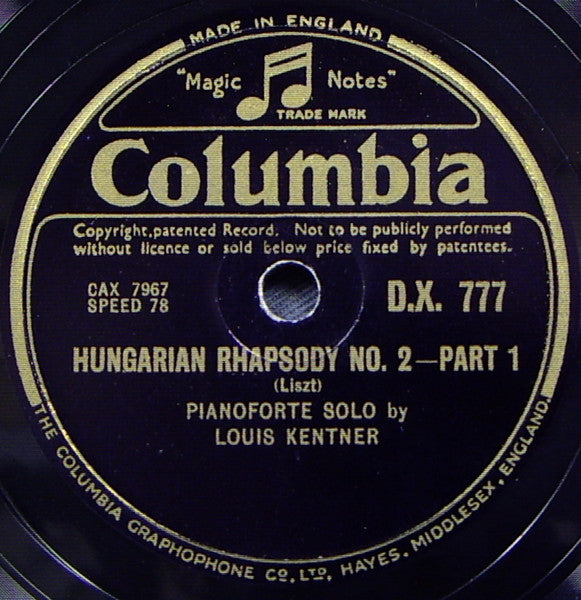 MADE IN ENGLAND
"Magic Notes"
TRADE MARK
Columbia
Copyright,patented Record. Not to be publicly performed
without licence or sold below price fixed by patentees.
CAX 7967
SPEED 78
D.X. 777
HUNGARIAN RHAPSODY NO. 2—PART 1
(Liszt)
PIANOFORTE SOLO by
LOUIS KENTNER
THE COLUMBIA GRAPHOPHONE CO., LTD., HAYES, MIDDLESEX, ENGLAND.